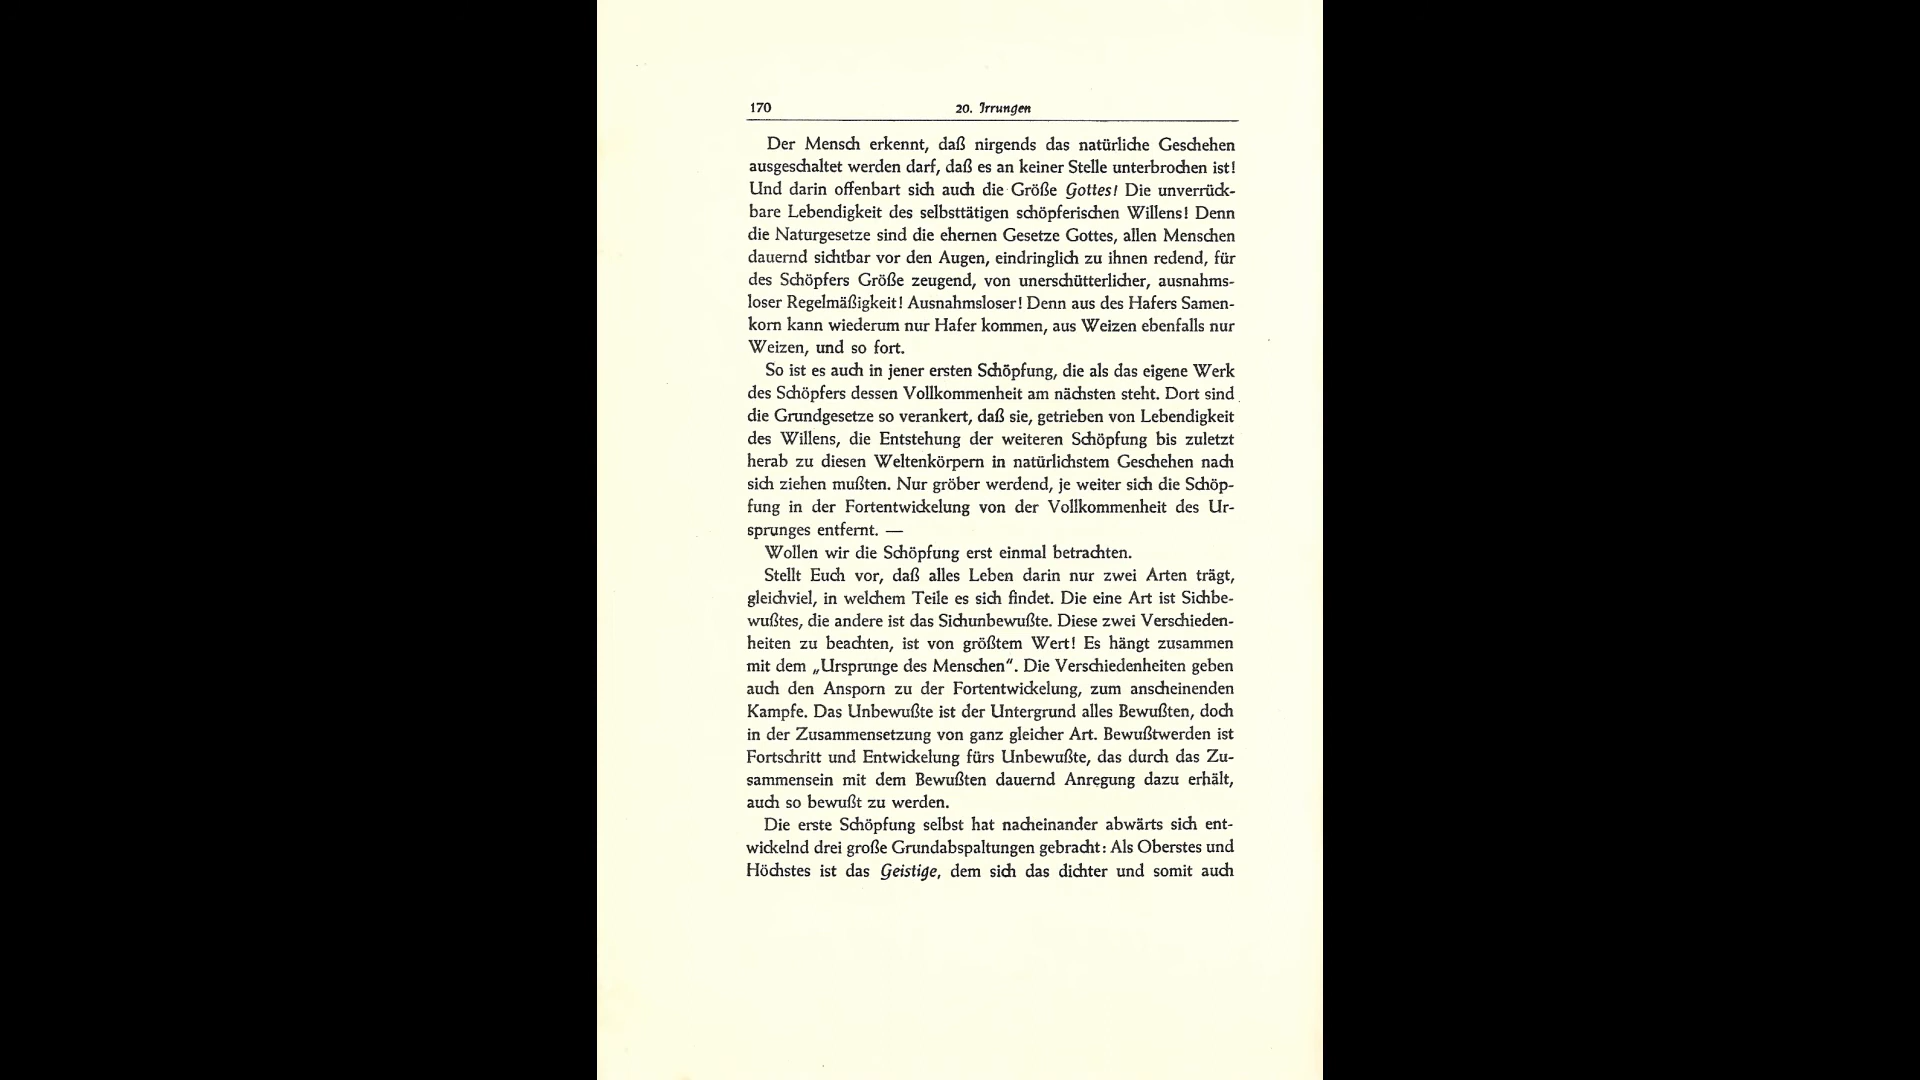 170
20. Irrungen
Der Mensch erkennt, daß nirgends das natürliche Geschehen
ausgeschaltet werden darf, daß es an keiner Stelle unterbrochen ist!
Und darin offenbart sich auch die Größe Gottes! Die unverrück-
bare Lebendigkeit des selbsttätigen schöpferischen Willens! Denn
die Naturgesetze sind die ehernen Gesetze Gottes, allen Menschen
dauernd sichtbar vor den Augen, eindringlich zu ihnen redend, für
des Schöpfers Größe zeugend, von unerschütterlicher, ausnahms-
loser Regelmäßigkeit! Ausnahmsloser! Denn aus des Hafers Samen-
korn kann wiederum nur Hafer kommen, aus Weizen ebenfalls nur
Weizen, und so fort.
So ist es auch in jener ersten Schöpfung, die als das eigene Werk
des Schöpfers dessen Vollkommenheit am nächsten steht. Dort sind
die Grundgesetze so verankert, daß sie, getrieben von Lebendigkeit
des Willens, die Entstehung der weiteren Schöpfung bis zuletzt
herab zu diesen Weltenkörpern in natürlichstem Geschehen nach
sich ziehen mußten. Nur gröber werdend, je weiter sich die Schöp-
fung in der Fortentwickelung von der Vollkommenheit des Ur-
sprunges entfernt. —
Wollen wir die Schöpfung erst einmal betrachten.
Stellt Euch vor, daß alles Leben darin nur zwei Arten trägt,
gleichviel, in welchem Teile es sich findet. Die eine Art ist Sichbe-
wußtes, die andere ist das Sichunbewußte. Diese zwei Verschieden-
heiten zu beachten, ist von größtem Wert! Es hängt zusammen
mit dem „Ursprunge des Menschen“. Die Verschiedenheiten geben
auch den Ansporn zu der Fortentwickelung, zum anscheinenden
Kampfe. Das Unbewußte ist der Untergrund alles Bewußten, doch
in der Zusammensetzung von ganz gleicher Art. Bewußtwerden ist
Fortschritt und Entwickelung fürs Unbewußte, das durch das Zu-
sammensein mit dem Bewußten dauernd Anregung dazu erhält,
auch so bewußt zu werden.
Die erste Schöpfung selbst hat nacheinander abwärts sich ent-
wickelnd drei große Grundabspaltungen gebracht: Als Oberstes und
Höchstes ist das Geistige, dem sich das dichter und somit auch